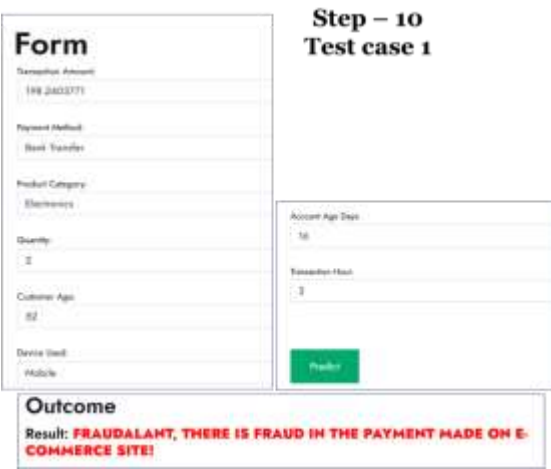 Step – 10
Test case 1
Form
Transaction Amount:
Payment Method:
Bank Transfer
Product Category:
Electronics
Quantity:
2
Customer Age:
Device Used:
Mobile
Account Age Days:
16
Transaction Hour:
Predict
Outcome
Result: FRAUDALANT, THERE IS FRAUD IN THE PAYMENT MADE ON E-
COMMERCE SITE!